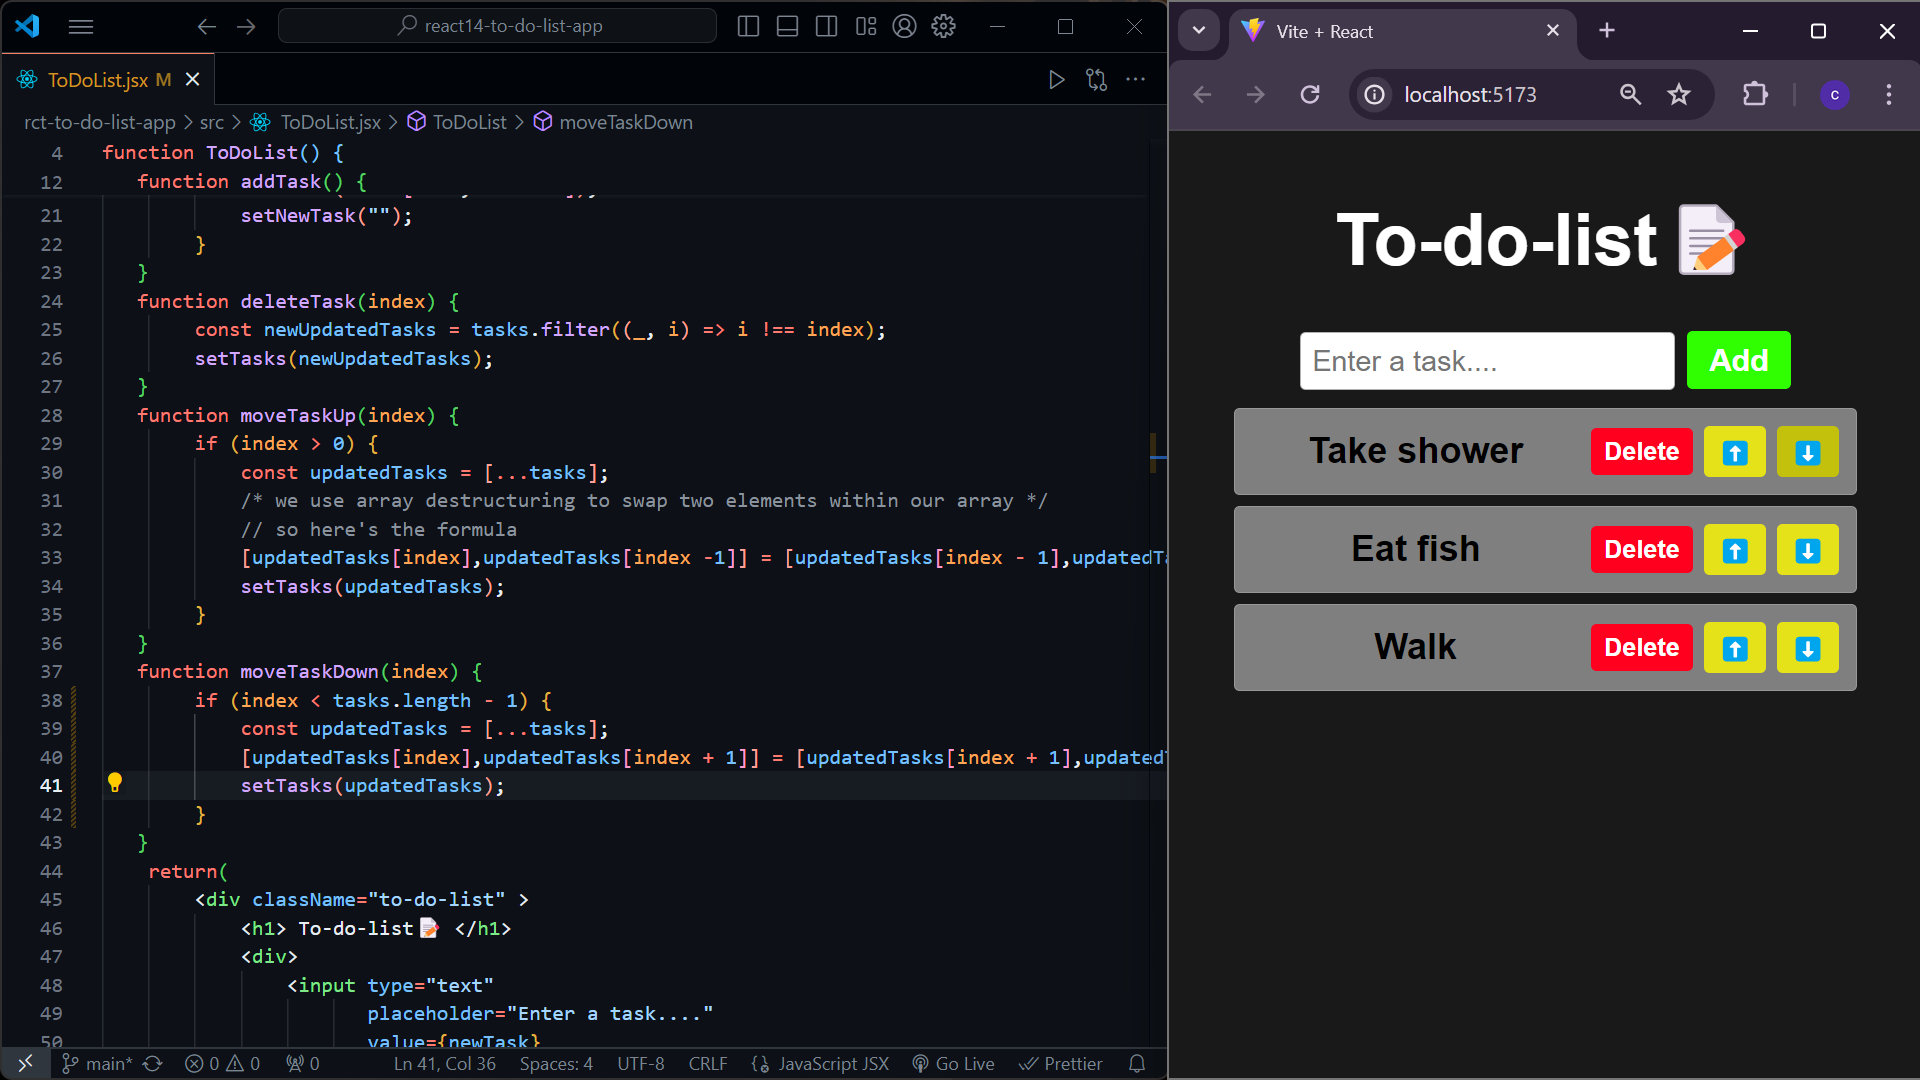 react14-to-do-list-app
ToDoList.jsx M
rct-to-do-list-app > src > ToDoList.jsx > ToDoList > moveTaskDown
4 function ToDoList() {
12 function addTask() {
21 setNewTask("");
22 }
23 }
24 function deleteTask(index) {
25 const newUpdatedTasks = tasks.filter((_, i) => i !== index);
26 setTasks(newUpdatedTasks);
27 }
28 function moveTaskUp(index) {
29 if (index > 0) {
30 const updatedTasks = [...tasks];
31 /* we use array destructuring to swap two elements within our array */
32 // so here's the formula
33 [updatedTasks[index],updatedTasks[index -1]] = [updatedTasks[index - 1],updatedTa
34 setTasks(updatedTasks);
35 }
36 }
37 function moveTaskDown(index) {
38 if (index < tasks.length - 1) {
39 const updatedTasks = [...tasks];
40 [updatedTasks[index],updatedTasks[index + 1]] = [updatedTasks[index + 1],updatedT
41 setTasks(updatedTasks);
42 }
43 }
44 return(
45 <div className="to-do-list" >
46 <h1> To-do-list📝 </h1>
47 <div>
48 <input type="text"
49 placeholder="Enter a task...."
50 value={newTask}
main* 0 0 0 Ln 41, Col 36 Spaces: 4 UTF-8 CRLF JavaScript JSX Go Live Prettier
Vite + React
localhost:5173
c
To-do-list 📝
Enter a task.... Add
Take shower Delete ⬆️ ⬇️
Eat fish Delete ⬆️ ⬇️
Walk Delete ⬆️ ⬇️